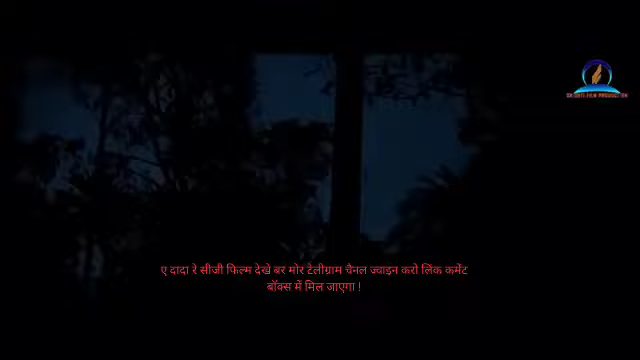 ए दादा रे सीजी फिल्म देखे बर मोर टेलीग्राम चैनल ज्वाइन करो लिंक कमेंट
बॉक्स में मिल जाएगा !